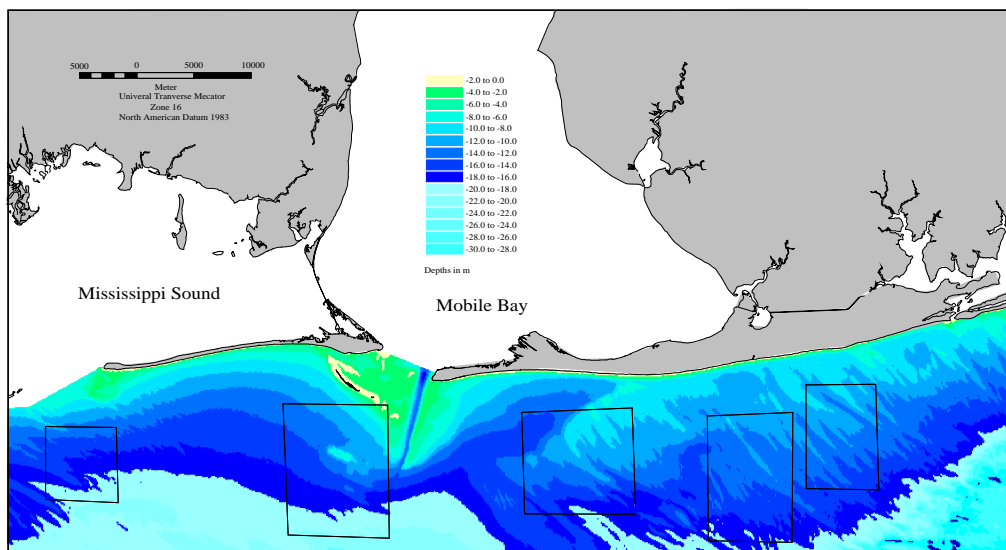 5000 0 5000 10000
Meter
Univeral Tranverse Mecator
Zone 16
North American Datum 1983
-2.0 to 0.0
-4.0 to -2.0
-6.0 to -4.0
-8.0 to -6.0
-10.0 to -8.0
-12.0 to -10.0
-14.0 to -12.0
-16.0 to -14.0
-18.0 to -16.0
-20.0 to -18.0
-22.0 to -20.0
-24.0 to -22.0
-26.0 to -24.0
-28.0 to -26.0
-30.0 to -28.0
Depths in m
Mississippi Sound
Mobile Bay